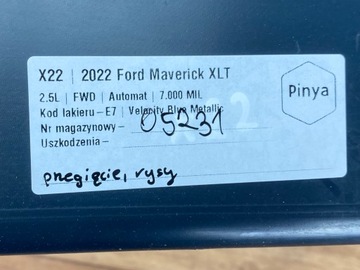 X22 | 2022 Ford Maverick XLT
2.5L | FWD | Automat | 7.000 MIL
Kod lakieru – E7 | Velocity Blue Metallic
Nr magazynowy – 05231
Uszkodzenia –
przegięcie, rysy
Pinya